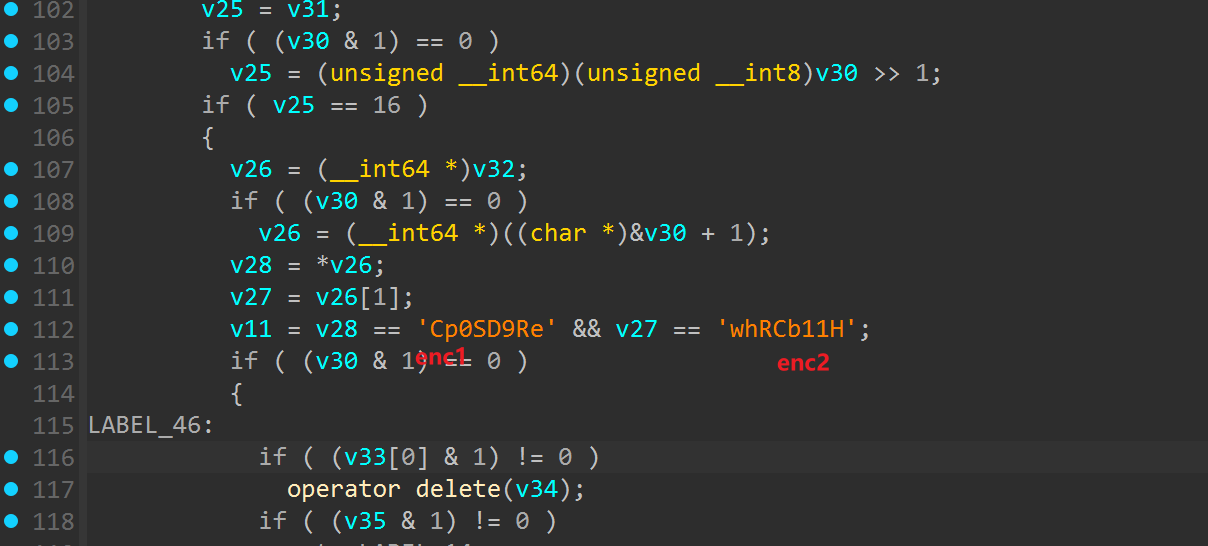 102 v25 = v31;
103 if ( (v30 & 1) == 0 )
104 v25 = (unsigned __int64)(unsigned __int8)v30 >> 1;
105 if ( v25 == 16 )
106 {
107 v26 = (__int64 *)v32;
108 if ( (v30 & 1) == 0 )
109 v26 = (__int64 *)((char *)&v30 + 1);
110 v28 = *v26;
111 v27 = v26[1];
112 v11 = v28 == 'Cp0SD9Re' && v27 == 'whRCb11H';
113 if ( (v30 & 1) == 0 )
enc1 enc2
114 {
115 LABEL_46:
116 if ( (v33[0] & 1) != 0 )
117 operator delete(v34);
118 if ( (v35 & 1) != 0 )